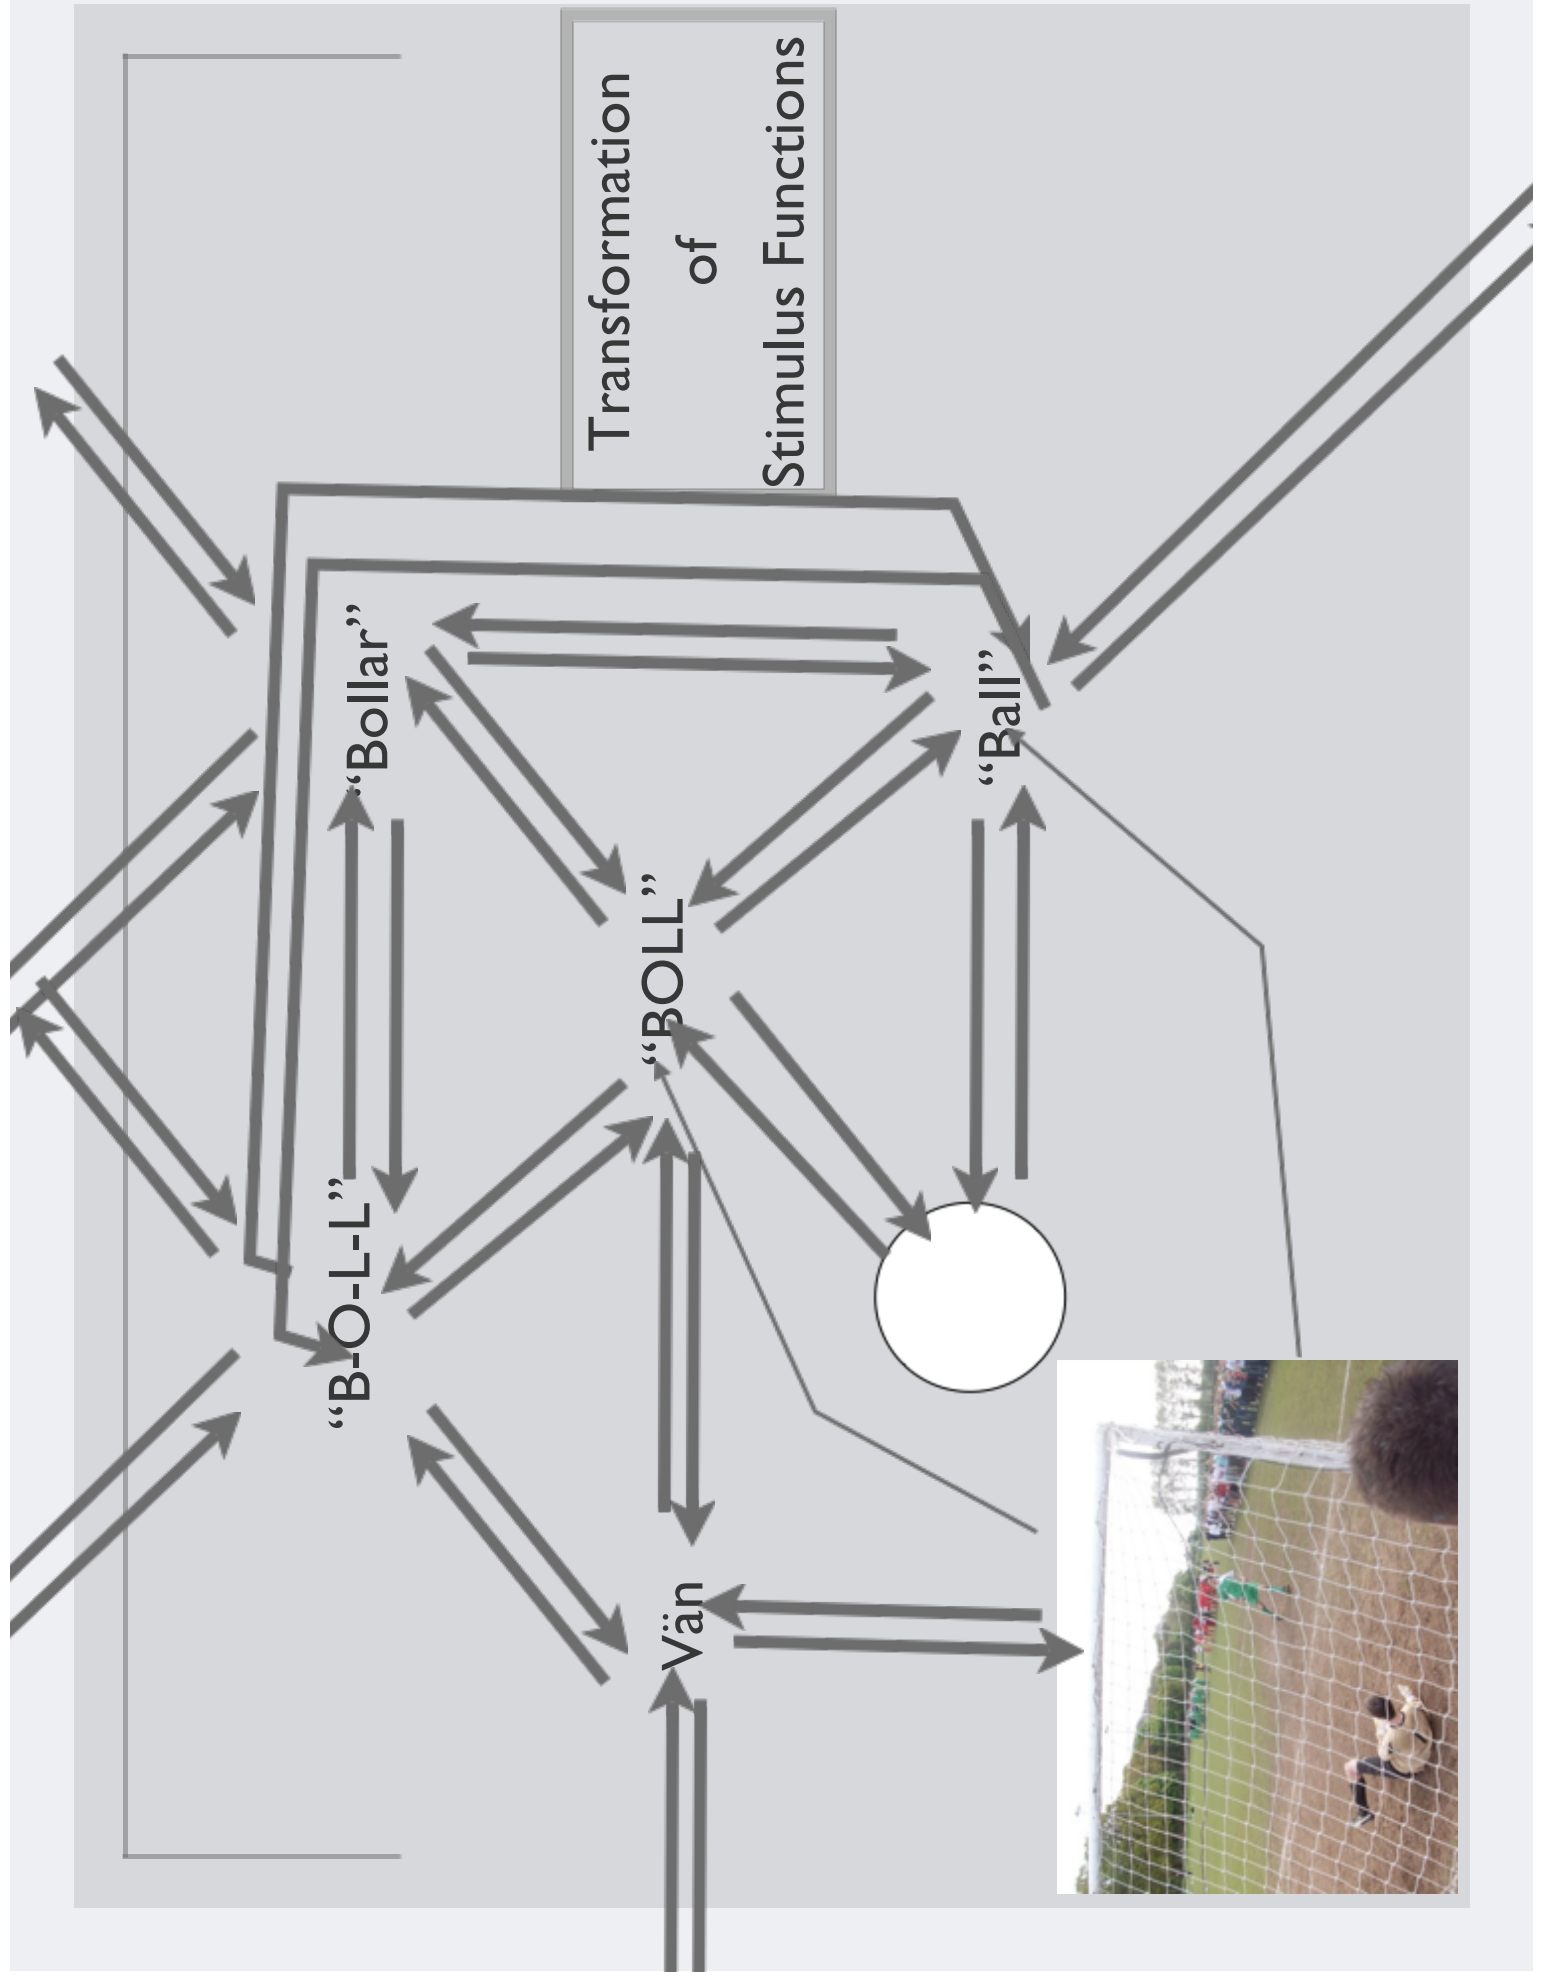 Transformation
of
Stimulus Functions
“B-O-L-L”
“Bollar”
Vän
“BOLL”
“Ball”